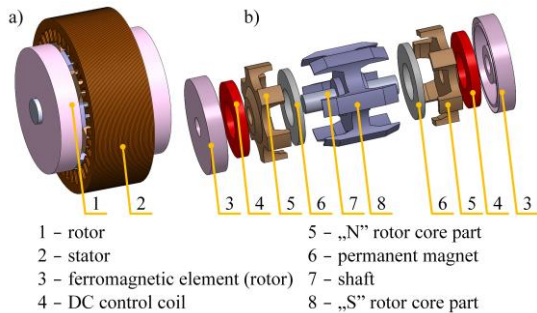 a)
b)
1 2
3 4 5 6 7 8 6 5 4 3
1 – rotor
2 – stator
3 – ferromagnetic element (rotor)
4 – DC control coil
5 – „N” rotor core part
6 – permanent magnet
7 – shaft
8 – „S” rotor core part